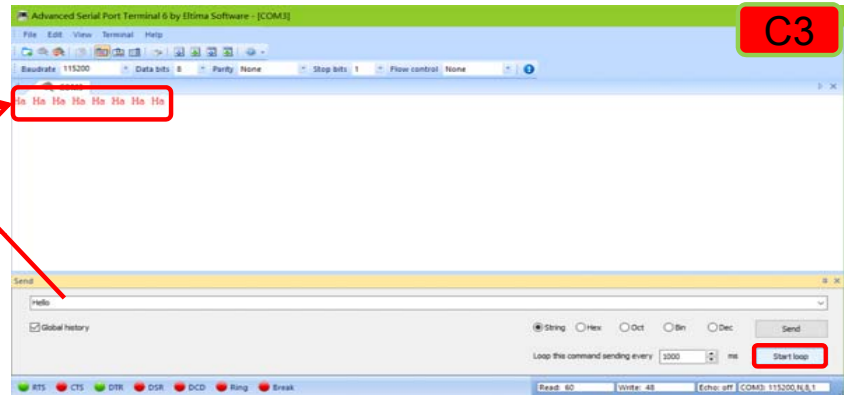 Advanced Serial Port Terminal 6 by Eltima Software - [COM3]
C3
File Edit View Terminal Help
Baudrate 115200 Data bits 8 Parity None Stop bits 1 Flow control None
Ha Ha Ha Ha Ha Ha Ha Ha
Send
Hello
Global history
String Hex Oct Bin Dec Send
Loop this command sending every 1000 ms Start loop
RTS CTS DTR DSR DCD Ring Break Read: 60 Write: 48 Echo: off COM3: 115200,N,8,1